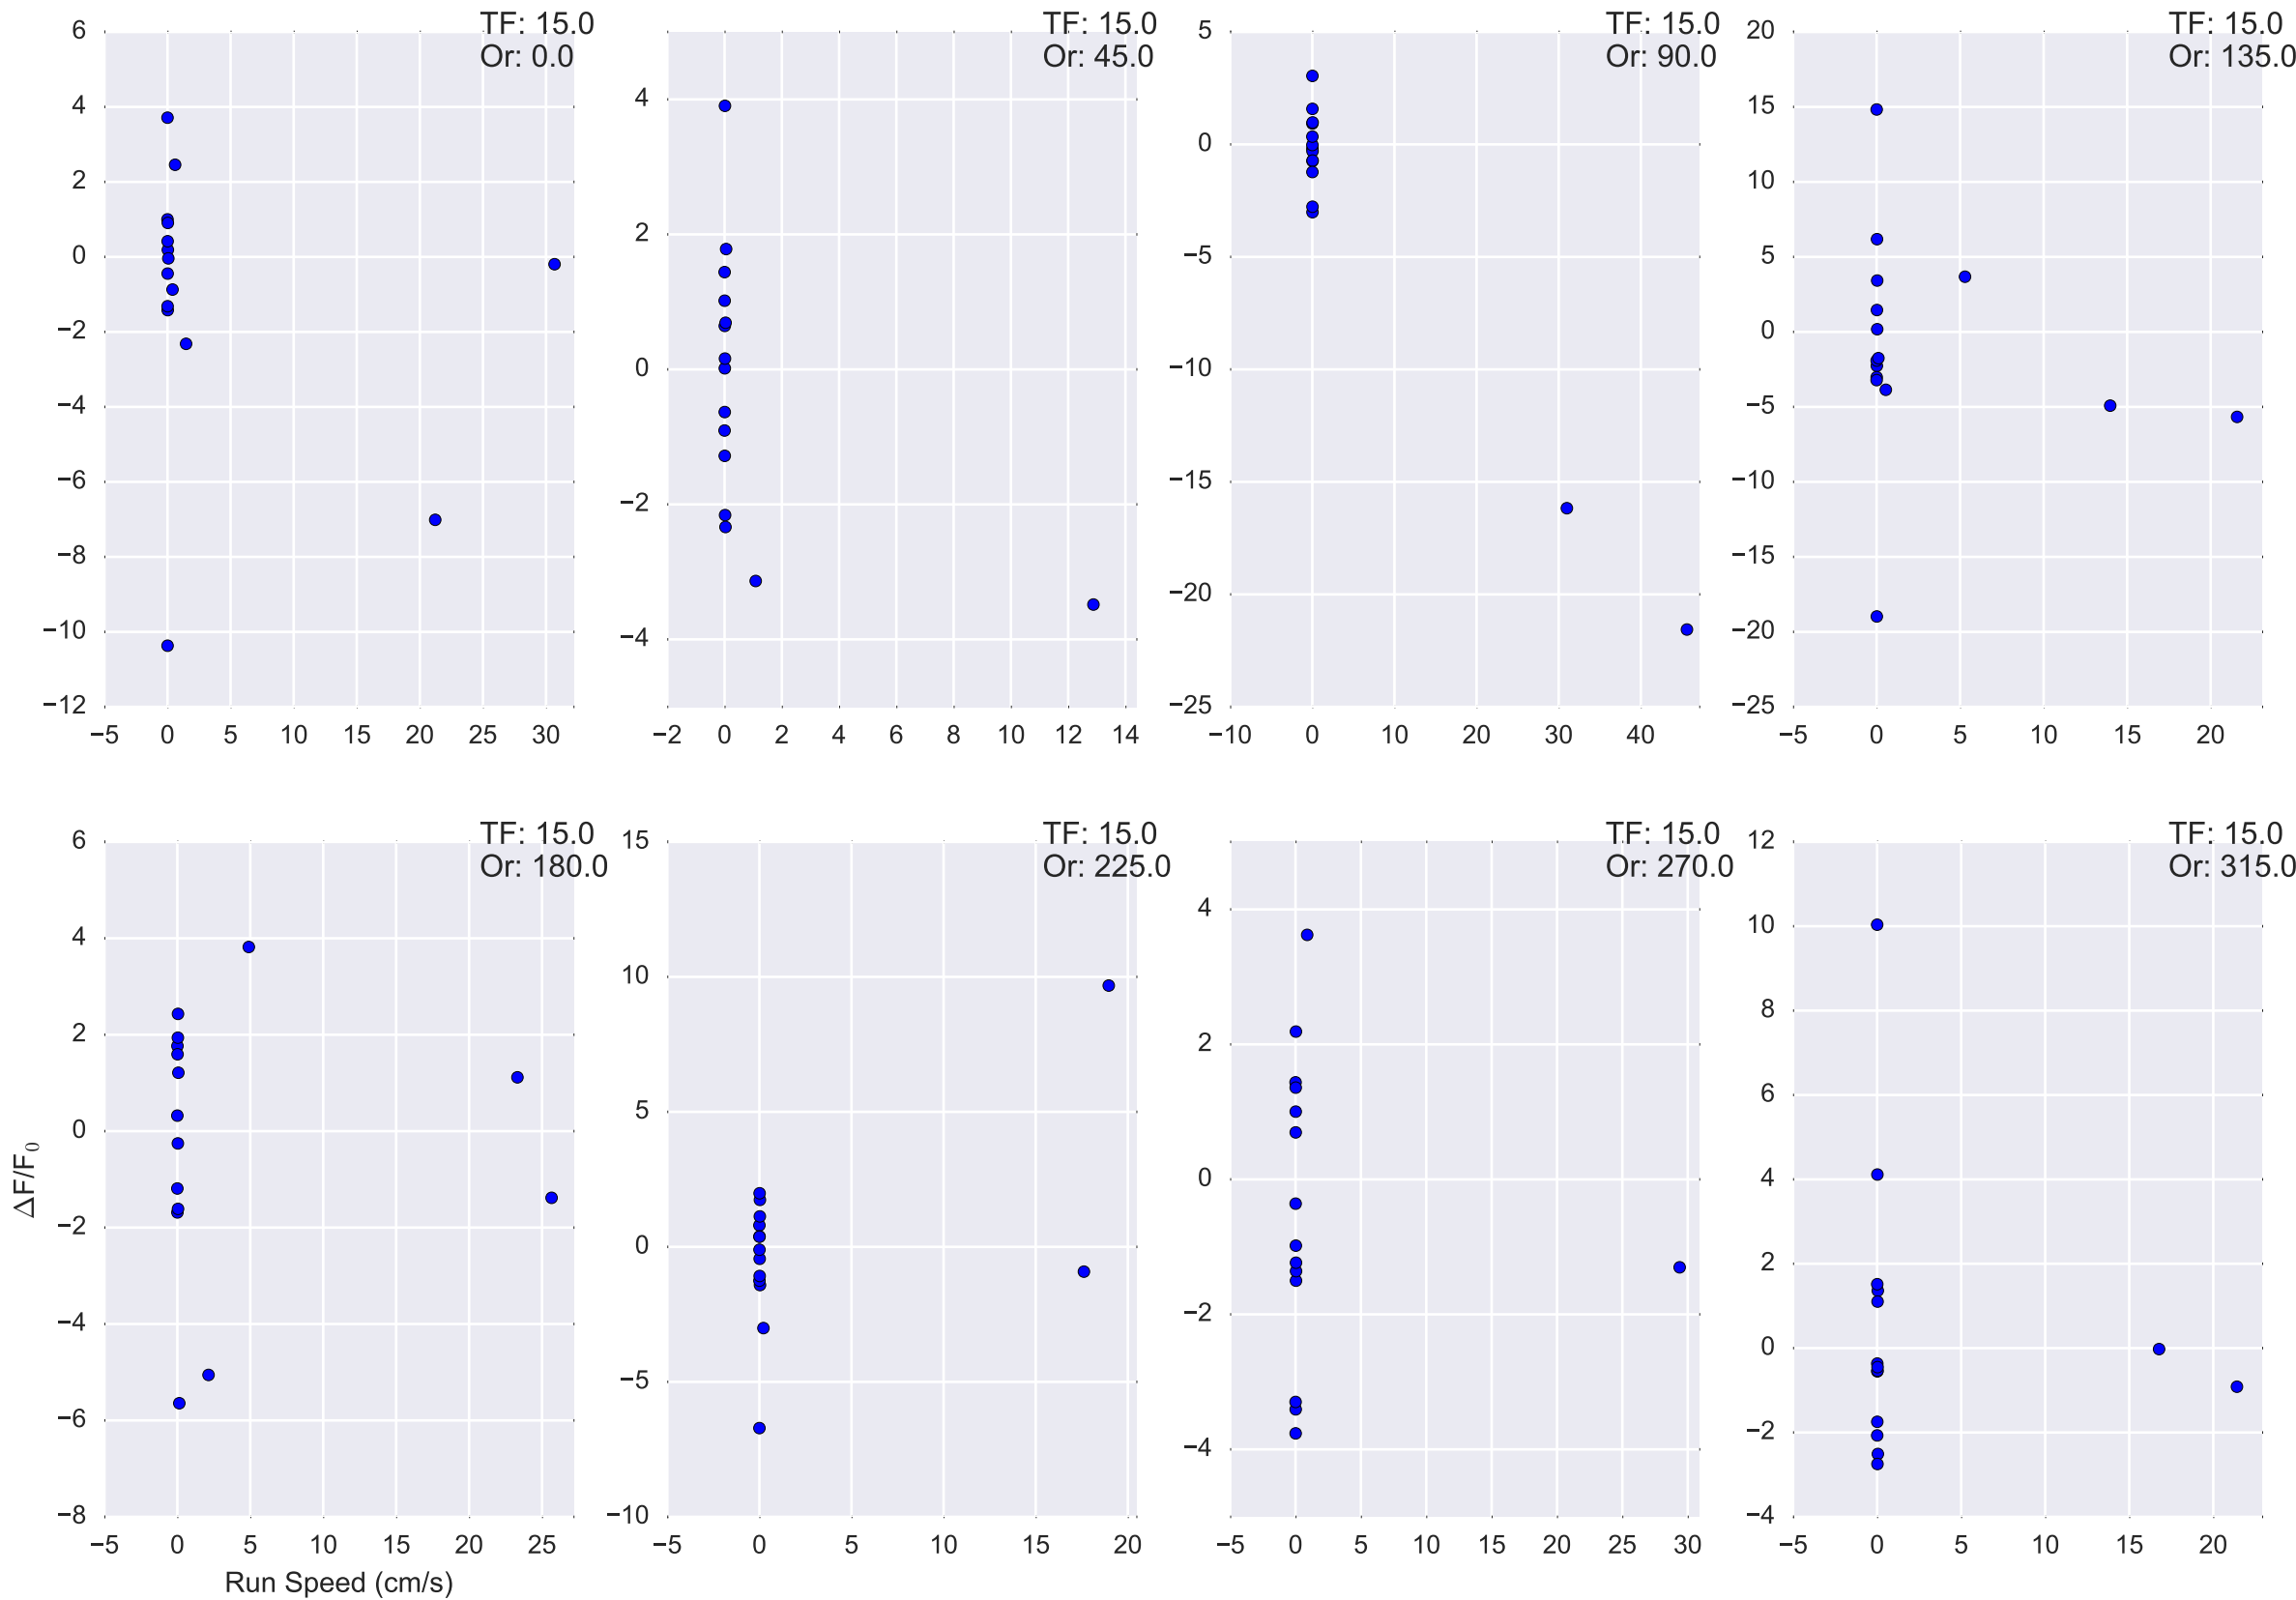 TF: 15.0
Or: 0.0
6
4
2
0
−2
−4
−6
−8
−10
−12
−5 0 5 10 15 20 25 30
TF: 15.0
Or: 45.0
4
2
0
−2
−4
−2 0 2 4 6 8 10 12 14
TF: 15.0
Or: 90.0
5
0
−5
−10
−15
−20
−25
−10 0 10 20 30 40
TF: 15.0
Or: 135.0
20
15
10
5
0
−5
−10
−15
−20
−25
−5 0 5 10 15 20
TF: 15.0
Or: 180.0
6
4
2
0
−2
−4
−6
−8
−5 0 5 10 15 20 25
ΔF/F₀
Run Speed (cm/s)
TF: 15.0
Or: 225.0
15
10
5
0
−5
−10
−5 0 5 10 15 20
TF: 15.0
Or: 270.0
4
2
0
−2
−4
−5 0 5 10 15 20 25 30
TF: 15.0
Or: 315.0
12
10
8
6
4
2
0
−2
−4
−5 0 5 10 15 20